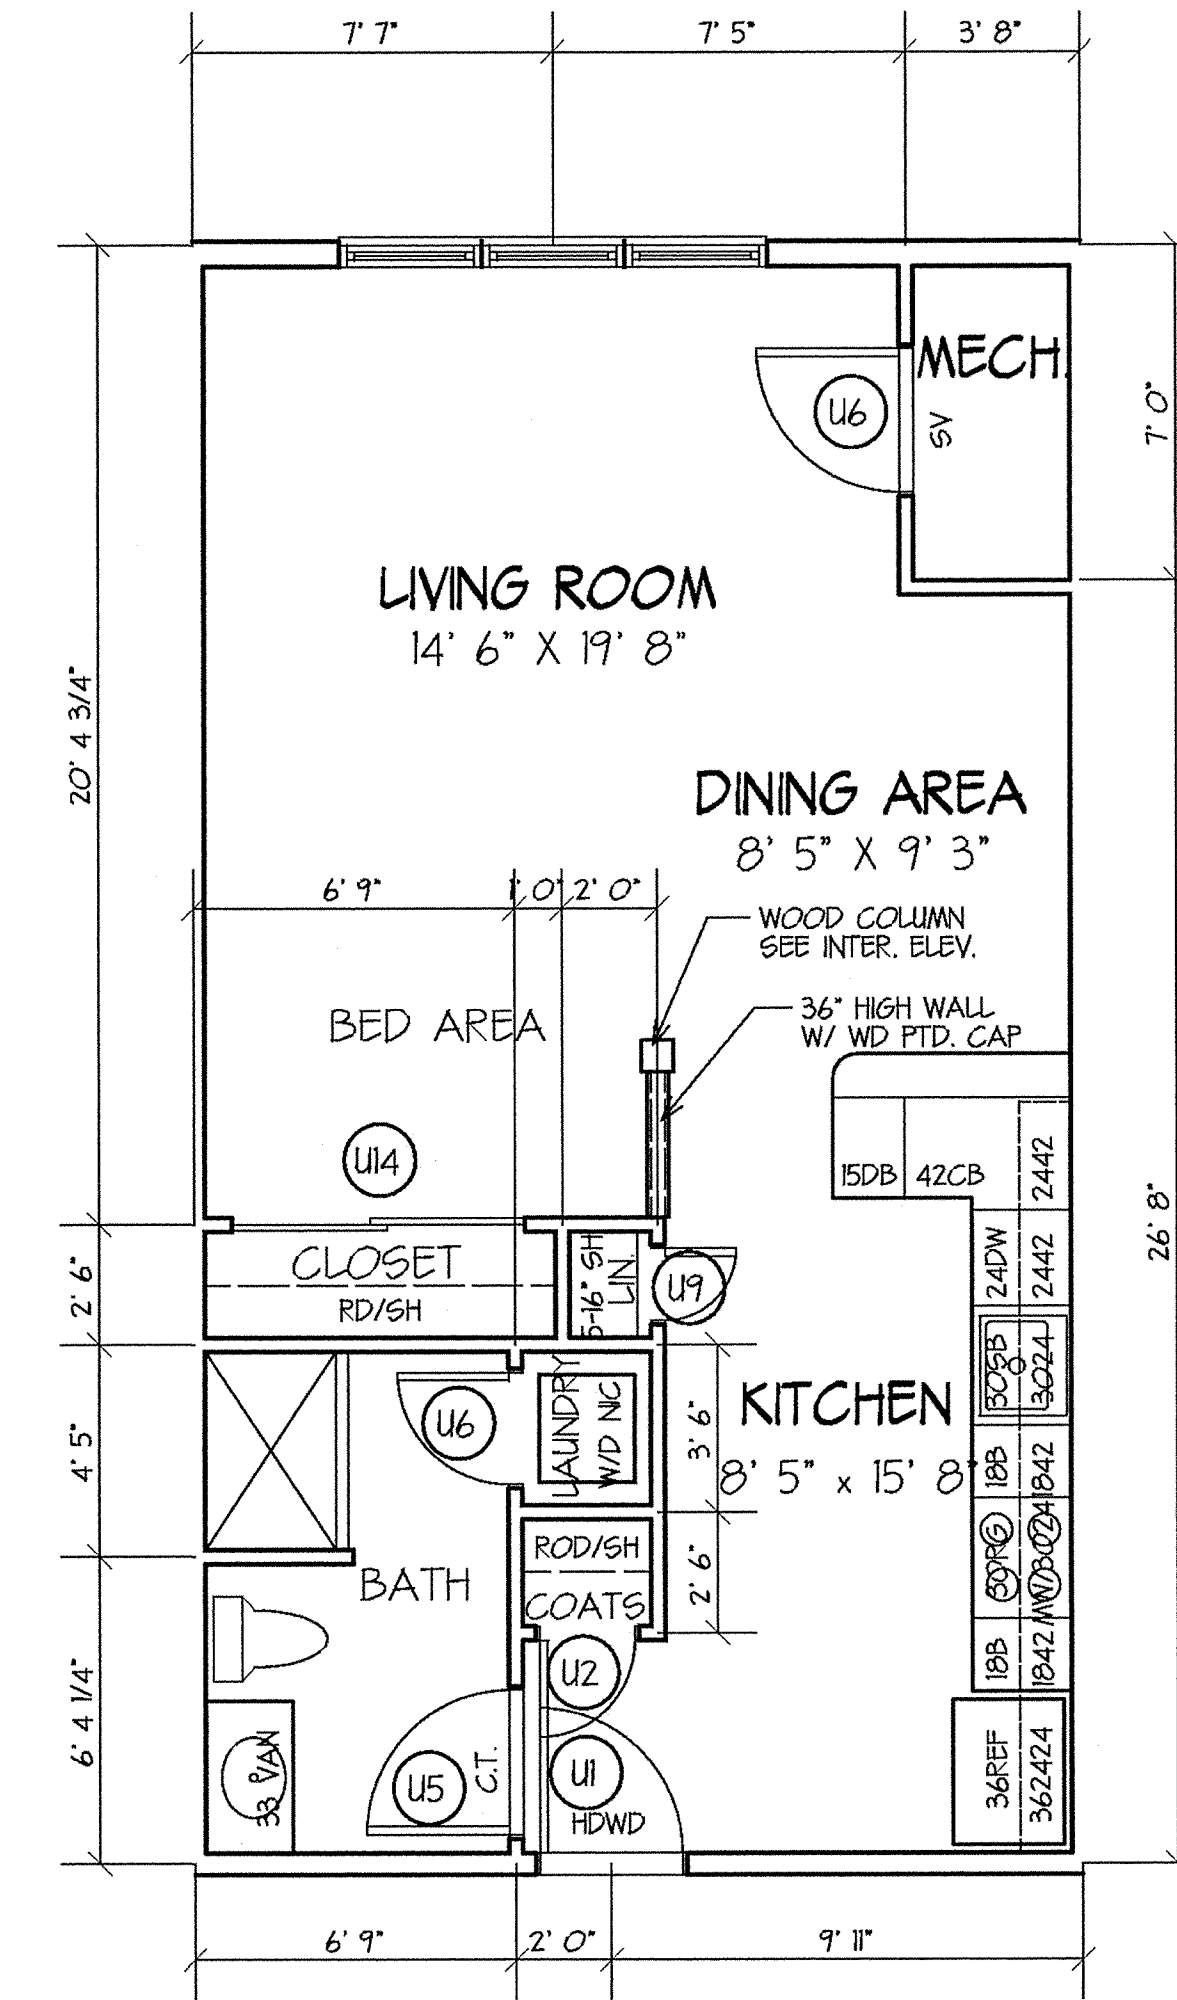 7' 7"
7' 5"
3' 8"
MECH.
U6
SV
7' 0"
LIVING ROOM
14' 6" X 19' 8"
20' 4 3/4"
DINING AREA
8' 5" X 9' 3"
6' 9"
1' 0"
2' 0"
WOOD COLUMN
SEE INTER. ELEV.
36" HIGH WALL
W/ WD PTD. CAP
BED AREA
U14
15DB
42CB
2442
26' 8"
CLOSET
RD/SH
5-16" SH
LIN.
U9
24DW
2442
2' 6"
30SB
3024
KITCHEN
8' 5" x 15' 8"
U6
LAUNDRY
W/D NIC
3' 6"
4' 5"
18B
1842
30RG
MW/3024
ROD/SH
COATS
2' 6"
BATH
18B
1842
U2
6' 4 1/4"
33 VAN
U5
C.T.
U1
HDWD
36REF
362424
6' 9"
2' 0"
9' 11"